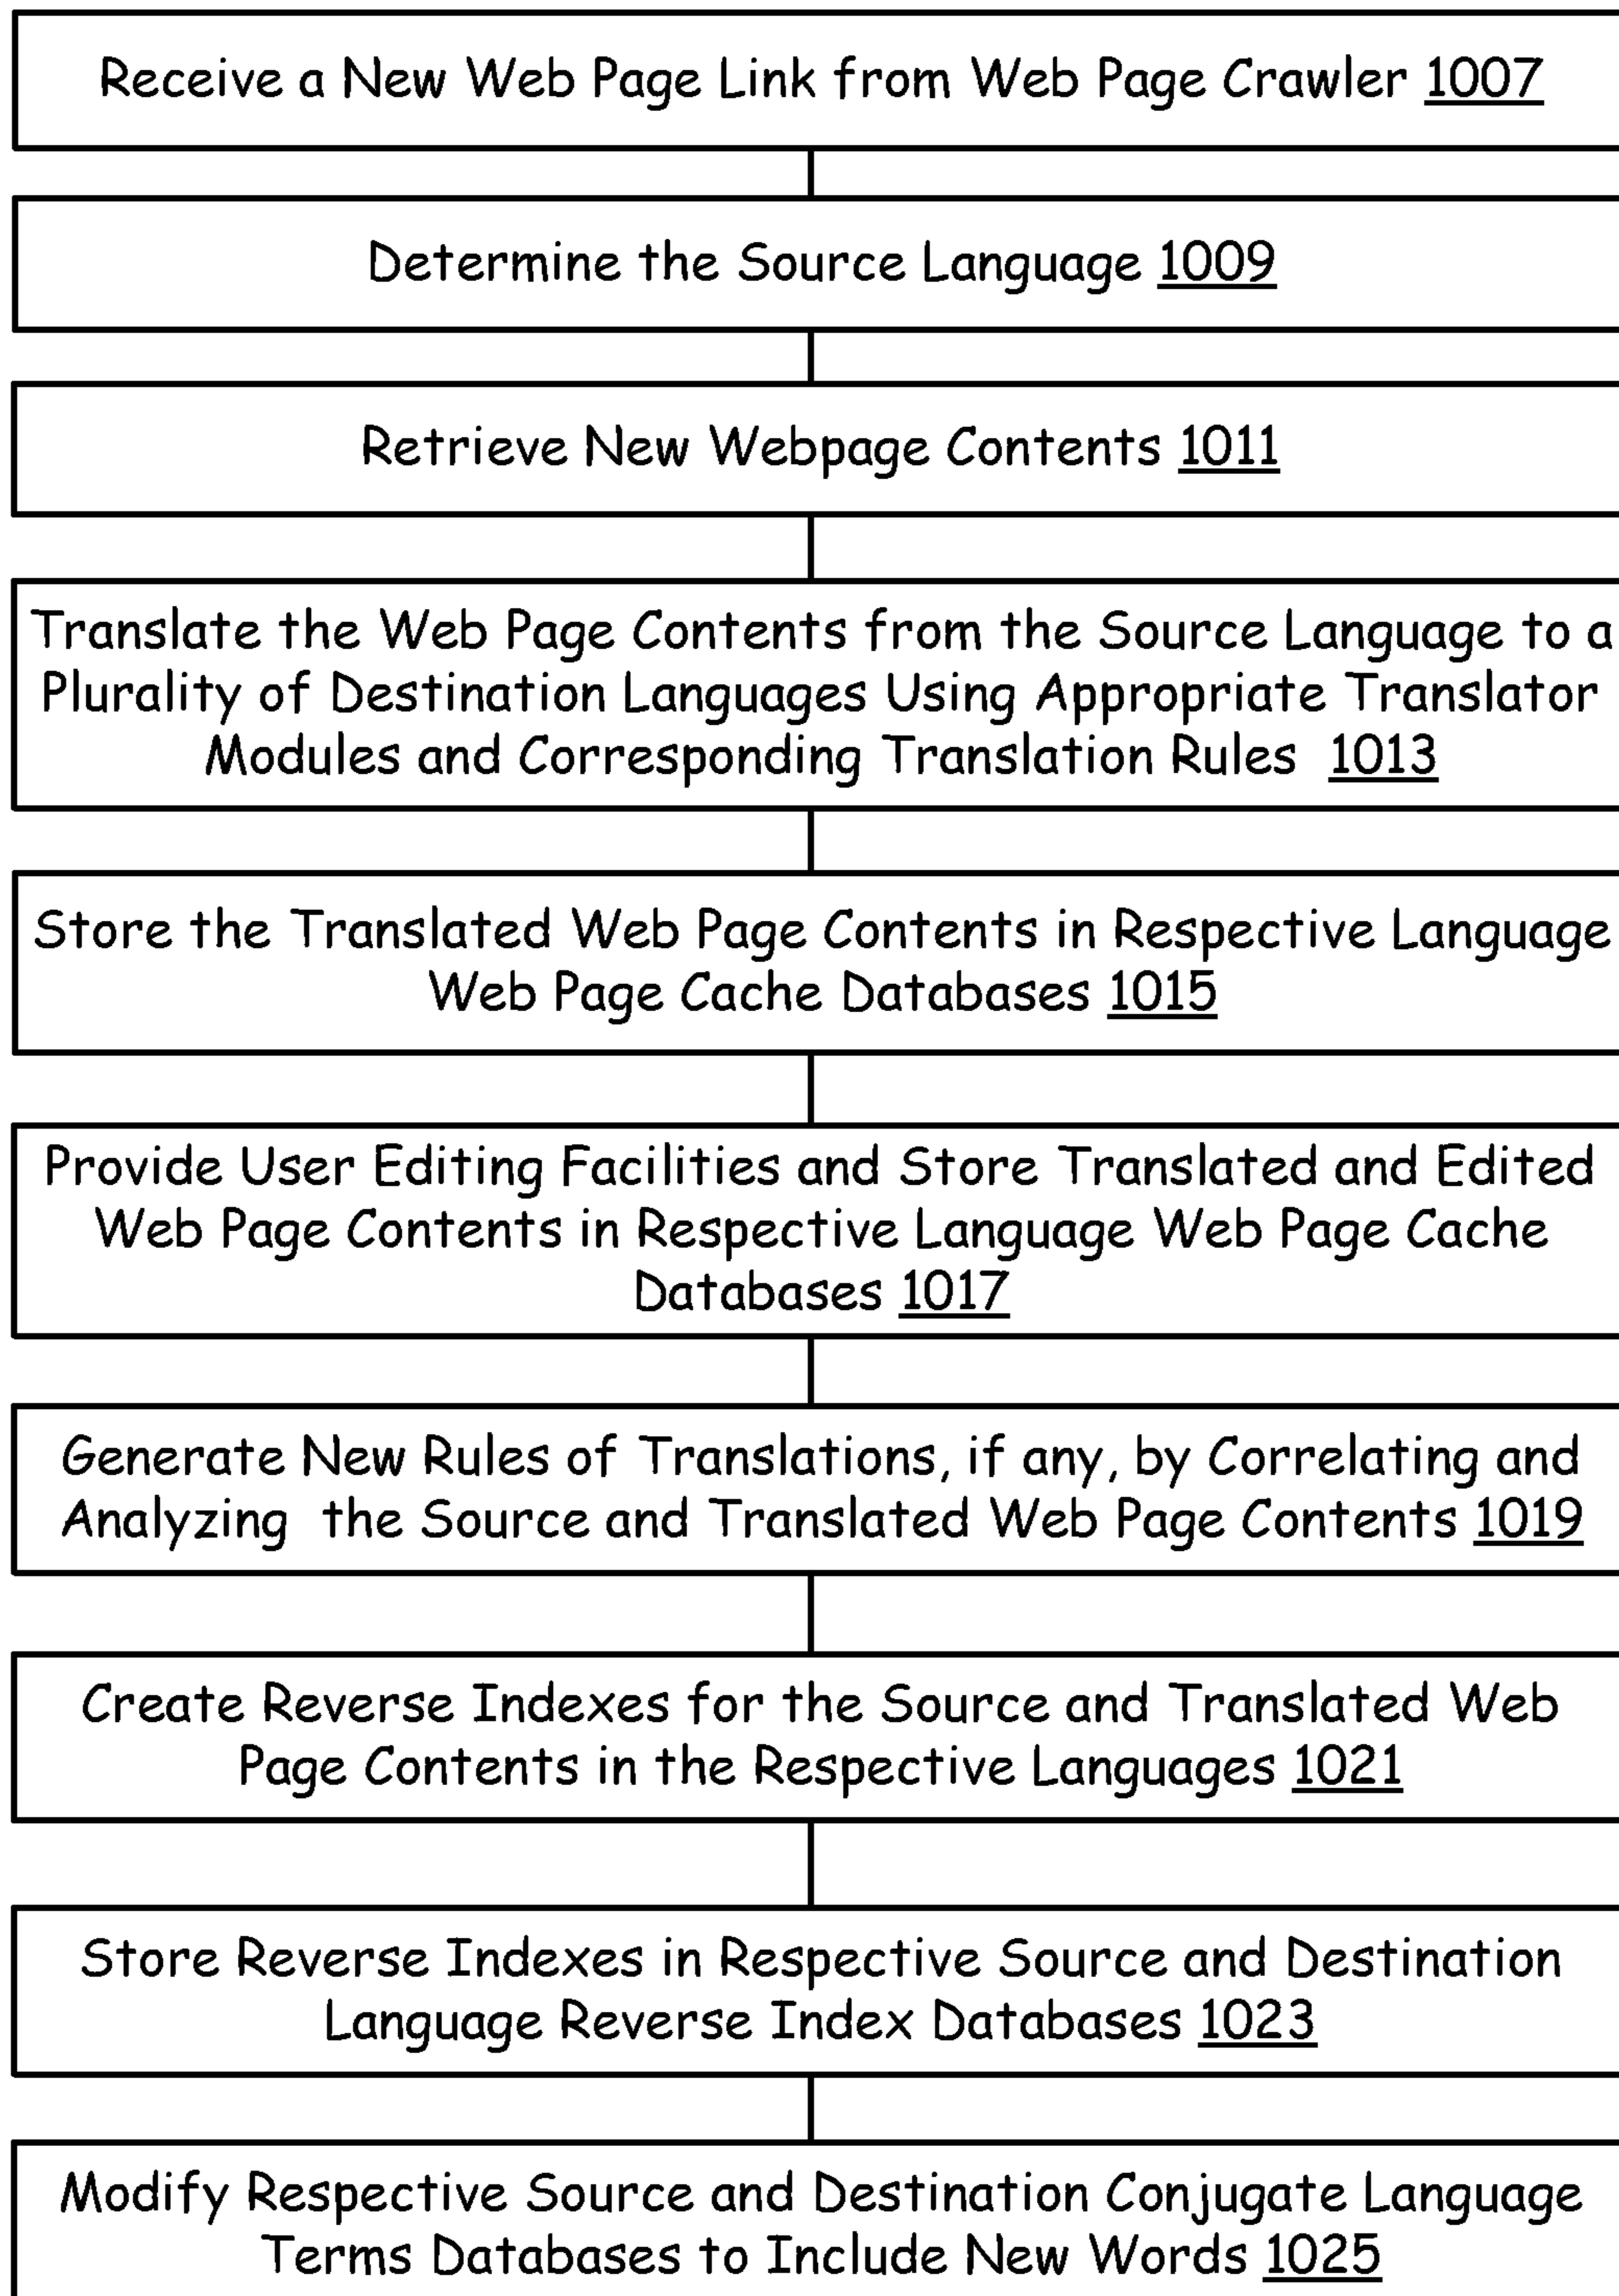 Receive a New Web Page Link from Web Page Crawler 1007
Determine the Source Language 1009
Retrieve New Webpage Contents 1011
Translate the Web Page Contents from the Source Language to a
Plurality of Destination Languages Using Appropriate Translator
Modules and Corresponding Translation Rules 1013
Store the Translated Web Page Contents in Respective Language
Web Page Cache Databases 1015
Provide User Editing Facilities and Store Translated and Edited
Web Page Contents in Respective Language Web Page Cache
Databases 1017
Generate New Rules of Translations, if any, by Correlating and
Analyzing the Source and Translated Web Page Contents 1019
Create Reverse Indexes for the Source and Translated Web
Page Contents in the Respective Languages 1021
Store Reverse Indexes in Respective Source and Destination
Language Reverse Index Databases 1023
Modify Respective Source and Destination Conjugate Language
Terms Databases to Include New Words 1025